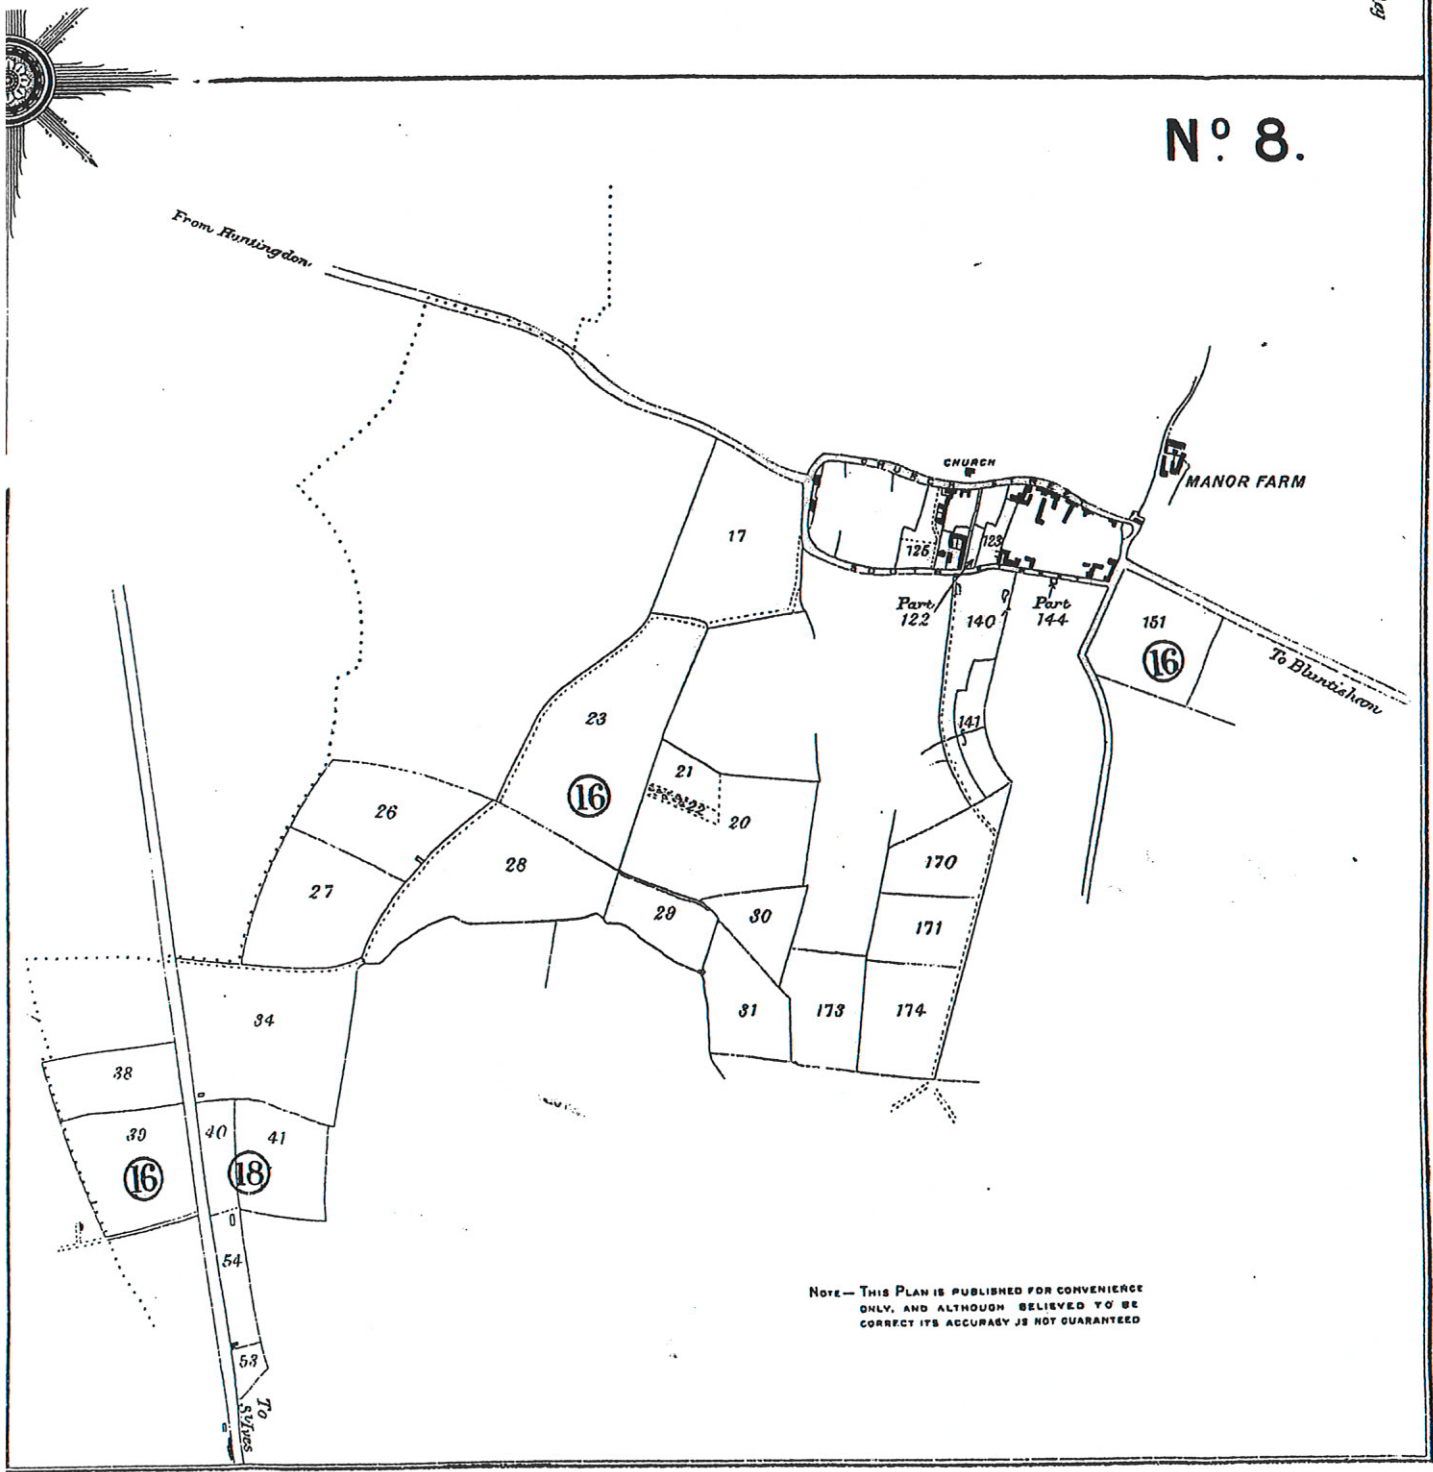 Nº 8.
From Huntingdon
CHURCH
MANOR FARM
17
125
123
Part
122
140
Part
144
151
16
To Bluntisham
23
141
21
16
22
20
26
28
170
27
29
30
171
34
31
173
174
38
39
40
41
16
18
54
NOTE — THIS PLAN IS PUBLISHED FOR CONVENIENCE
ONLY, AND ALTHOUGH BELIEVED TO BE
CORRECT ITS ACCURACY IS NOT GUARANTEED
53
To
St Ives